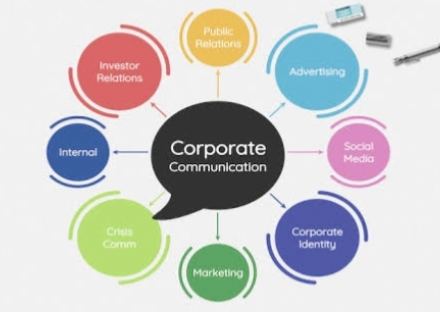 Public
Relations
Investor
Relations
Advertising
Corporate
Communication
Internal
Social
Media
Crisis
Comm
Corporate
Identity
Marketing